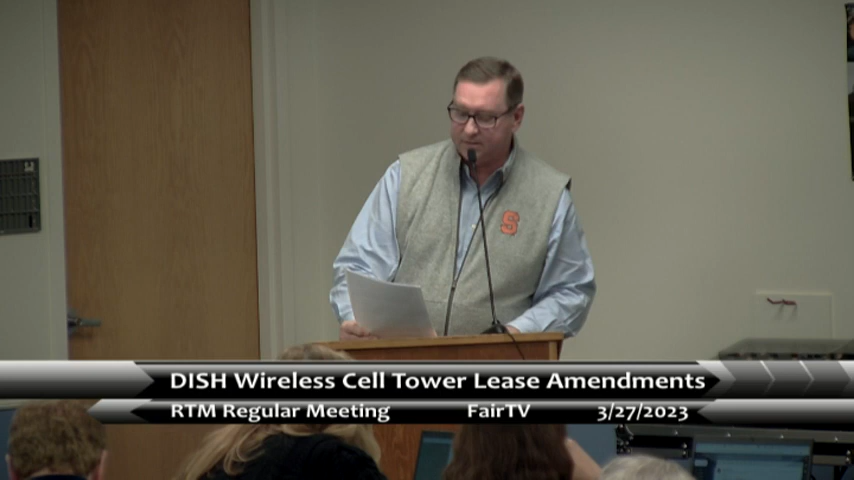 S
DISH Wireless Cell Tower Lease Amendments
RTM Regular Meeting FairTV 3/27/2023